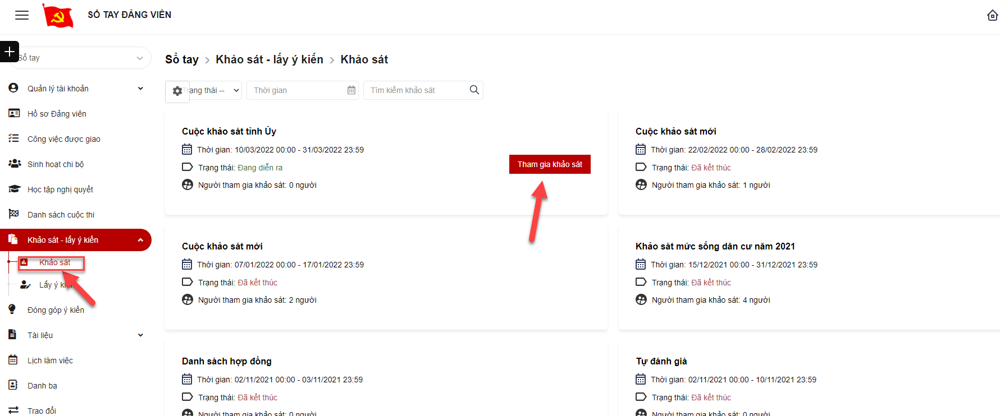 SỔ TAY ĐẢNG VIÊN
Sổ tay
Quản lý tài khoản
Hồ sơ Đảng viên
Công việc được giao
Sinh hoạt chi bộ
Học tập nghị quyết
Danh sách cuộc thi
Khảo sát - lấy ý kiến
Khảo sát
Lấy ý
Đóng góp ý kiến
Tài liệu
Lịch làm việc
Danh bạ
Trao đổi
Sổ tay > Khảo sát - lấy ý kiến > Khảo sát
thái --
Thời gian
Tìm kiếm khảo sát
Cuộc khảo sát tỉnh Ủy
Thời gian: 10/03/2022 00:00 - 31/03/2022 23:59
Trạng thái: Đang diễn ra
Người tham gia khảo sát: 0 người
Tham gia khảo sát
Cuộc khảo sát mới
Thời gian: 22/02/2022 00:00 - 28/02/2022 23:59
Trạng thái: Đã kết thúc
Người tham gia khảo sát: 1 người
Cuộc khảo sát mới
Thời gian: 07/01/2022 00:00 - 17/01/2022 23:59
Trạng thái: Đã kết thúc
Người tham gia khảo sát: 2 người
Khảo sát mức sống dân cư năm 2021
Thời gian: 15/12/2021 00:00 - 31/12/2021 23:59
Trạng thái: Đã kết thúc
Người tham gia khảo sát: 4 người
Danh sách hợp đồng
Thời gian: 02/11/2021 00:00 - 03/11/2021 23:59
Trạng thái: Đã kết thúc
Người tham gia khảo sát: 0 người
Tự đánh giá
Thời gian: 02/11/2021 00:00 - 10/11/2021 23:59
Trạng thái: Đã kết thúc
Người tham gia khảo sát: 0 người